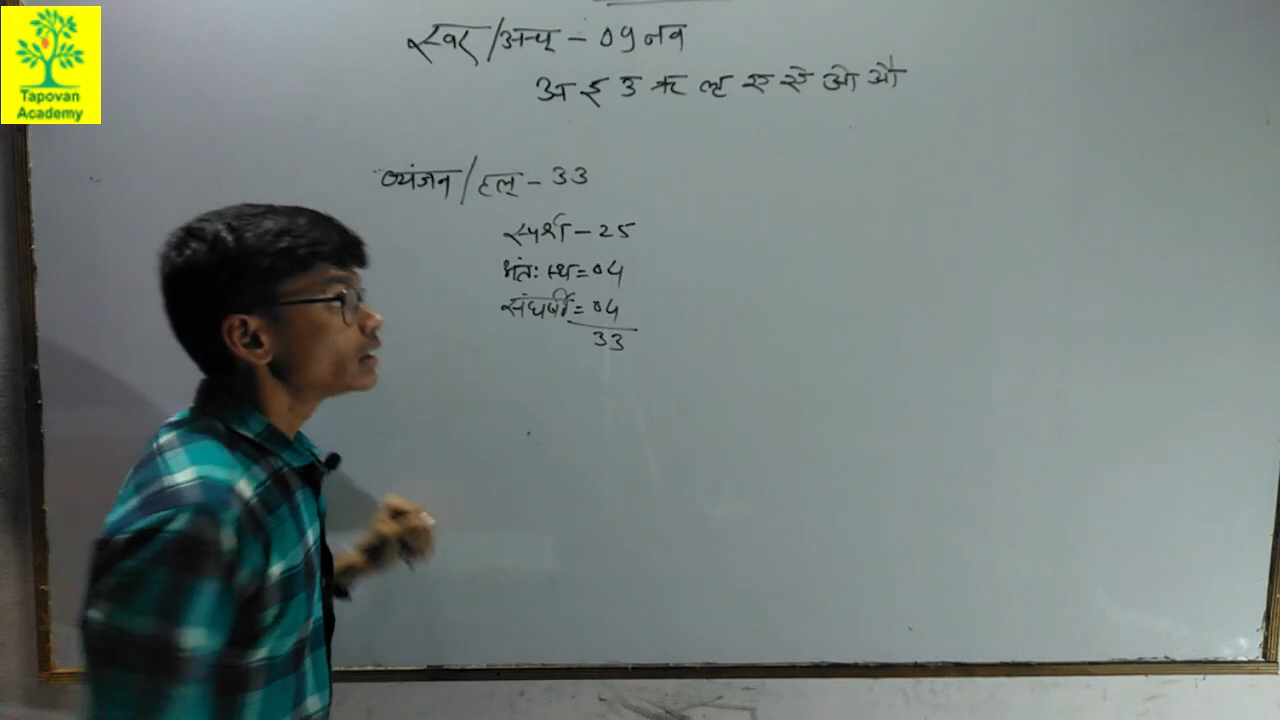 Tapovan
Academy
स्वर/अच् - 09 नव
अ इ उ ऋ लृ ए ऐ ओ औ
व्यंजन/हल् - 33
स्पर्श - 25
अंतः स्थ = 04
संघर्षी = 04
33